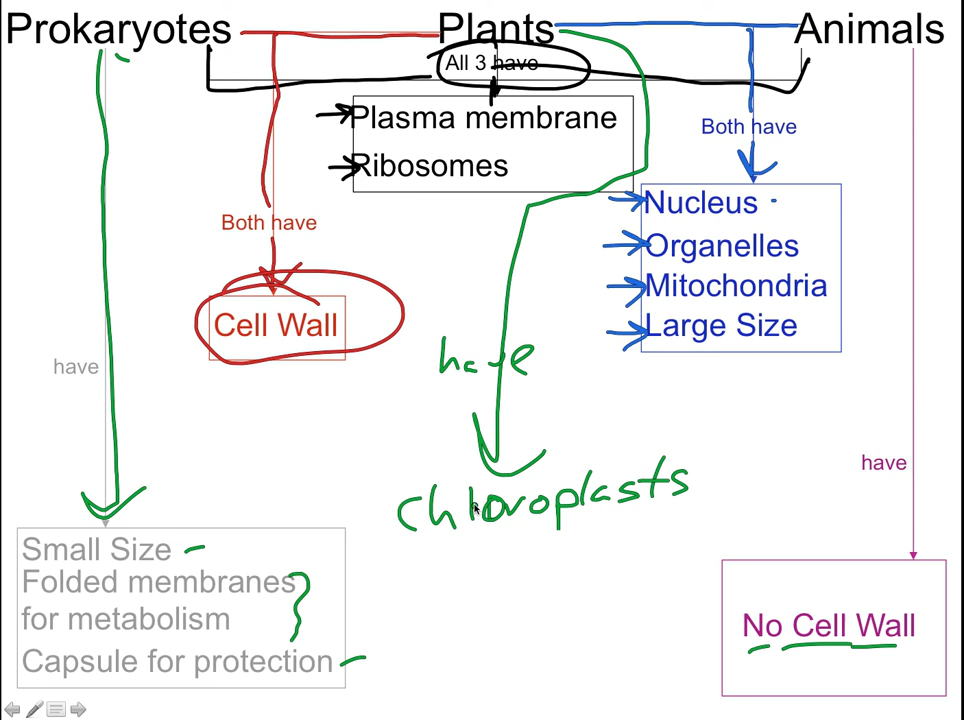 Prokaryotes Plants Animals
All 3 have
Plasma membrane
Ribosomes
Both have
Nucleus
Organelles
Mitochondria
Large Size
Both have
Cell Wall
have
chloroplasts
have
Small Size
Folded membranes
for metabolism
Capsule for protection
have
No Cell Wall